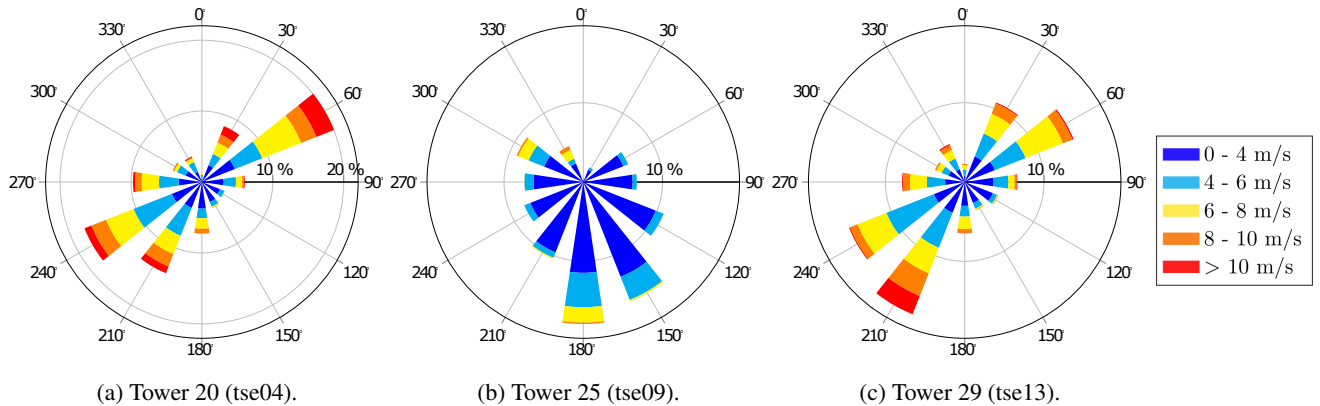 0° 0° 0°
330° 30° 330° 30° 330° 30°
300° 60° 300° 60° 300° 60°
270° 10 % 20 % 90° 270° 10 % 90° 270° 10 % 90°
240° 120° 240° 120° 240° 120°
210° 150° 210° 150° 210° 150°
180° 180° 180°
0 - 4 m/s
4 - 6 m/s
6 - 8 m/s
8 - 10 m/s
> 10 m/s
(a) Tower 20 (tse04). (b) Tower 25 (tse09). (c) Tower 29 (tse13).